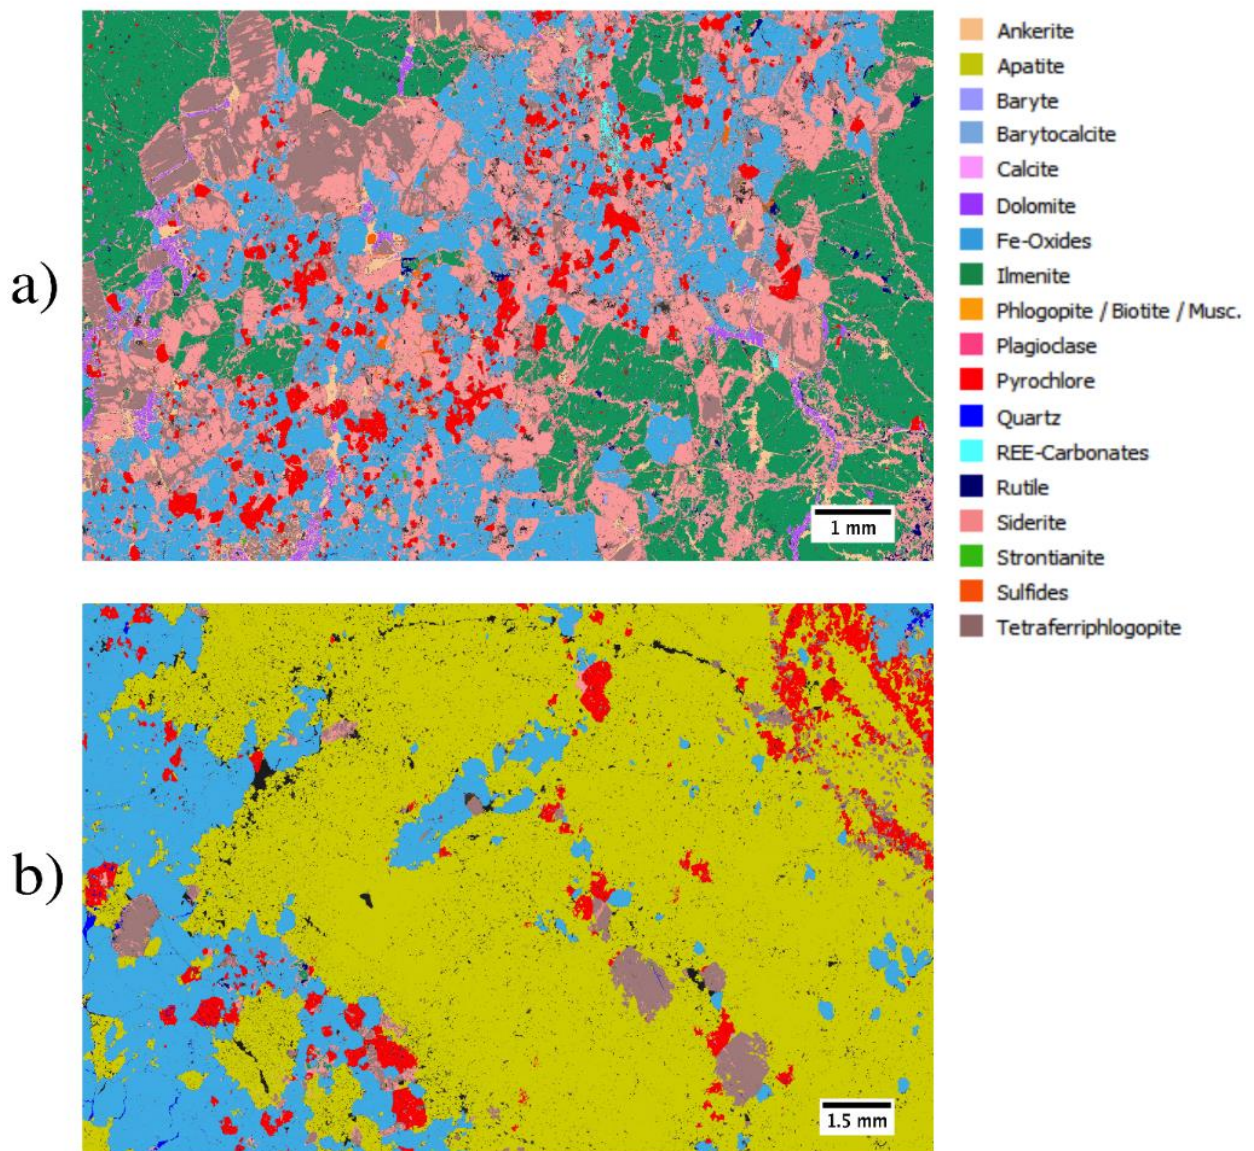 a)
1 mm
Ankerite
Apatite
Baryte
Barytocalcite
Calcite
Dolomite
Fe-Oxides
Ilmenite
Phlogopite / Biotite / Musc.
Plagioclase
Pyrochlore
Quartz
REE-Carbonates
Rutile
Siderite
Strontianite
Sulfides
Tetraferriphlogopite
b)
1.5 mm